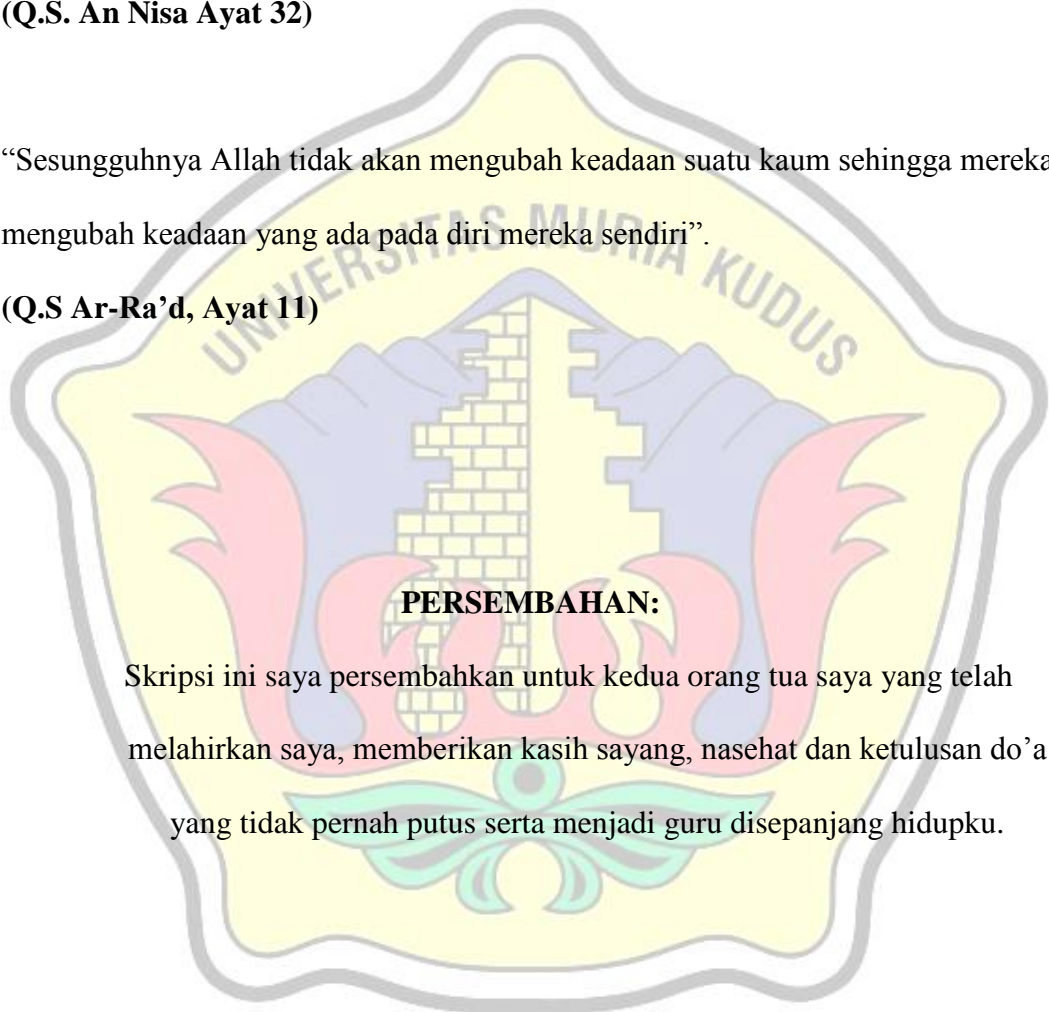 (Q.S. An Nisa Ayat 32)
“Sesungguhnya Allah tidak akan mengubah keadaan suatu kaum sehingga mereka
mengubah keadaan yang ada pada diri mereka sendiri”.
UNIVERSITAS MURIA KUDUS
(Q.S Ar-Ra’d, Ayat 11)
PERSEMBAHAN:
Skripsi ini saya persembahkan untuk kedua orang tua saya yang telah
melahirkan saya, memberikan kasih sayang, nasehat dan ketulusan do’a
yang tidak pernah putus serta menjadi guru disepanjang hidupku.